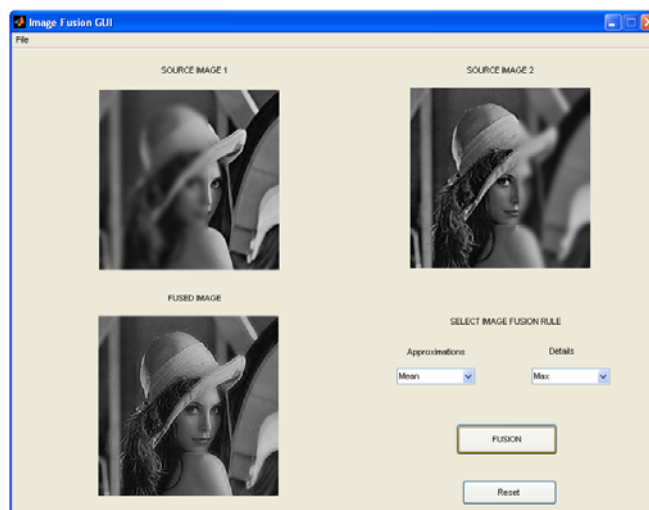 Image Fusion GUI
File
SOURCE IMAGE 1
SOURCE IMAGE 2
FUSED IMAGE
SELECT IMAGE FUSION RULE
Approximations
Details
Mean
Max
FUSION
Reset